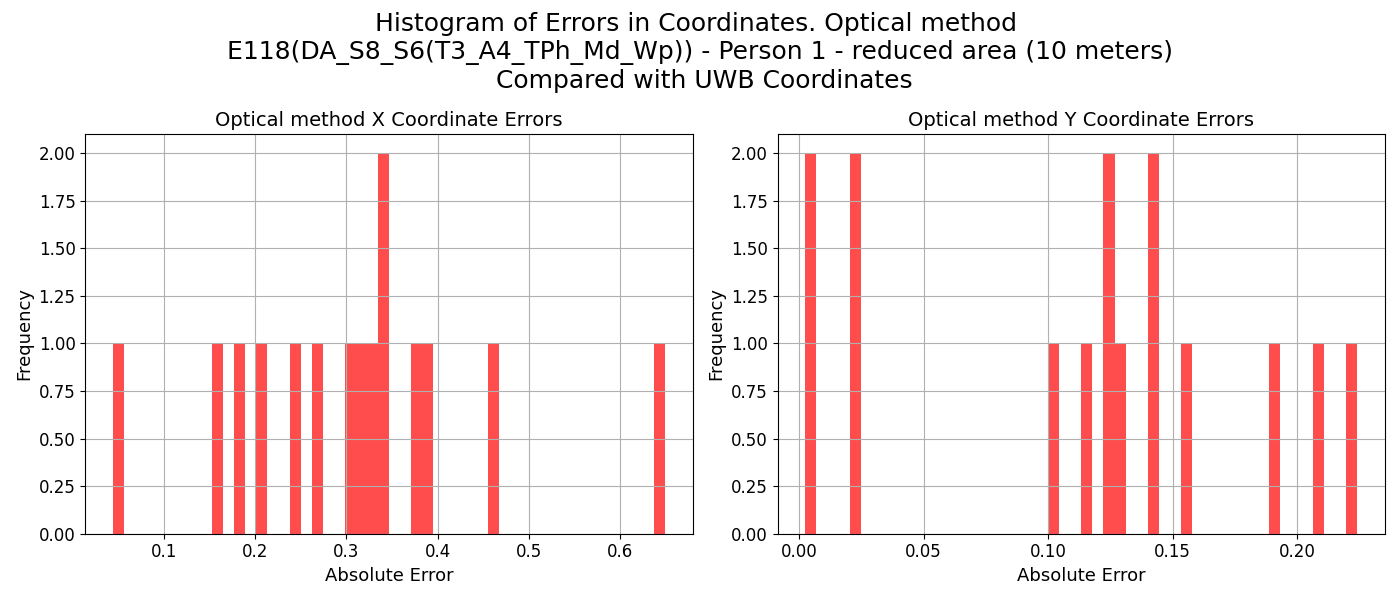 Histogram of Errors in Coordinates. Optical method
E118(DA_S8_S6(T3_A4_TPh_Md_Wp)) - Person 1 - reduced area (10 meters)
Compared with UWB Coordinates
Optical method X Coordinate Errors
2.00
1.75
1.50
1.25
1.00
0.75
0.50
0.25
0.00
Frequency
0.1 0.2 0.3 0.4 0.5 0.6
Absolute Error
Optical method Y Coordinate Errors
2.00
1.75
1.50
1.25
1.00
0.75
0.50
0.25
0.00
Frequency
0.00 0.05 0.10 0.15 0.20
Absolute Error